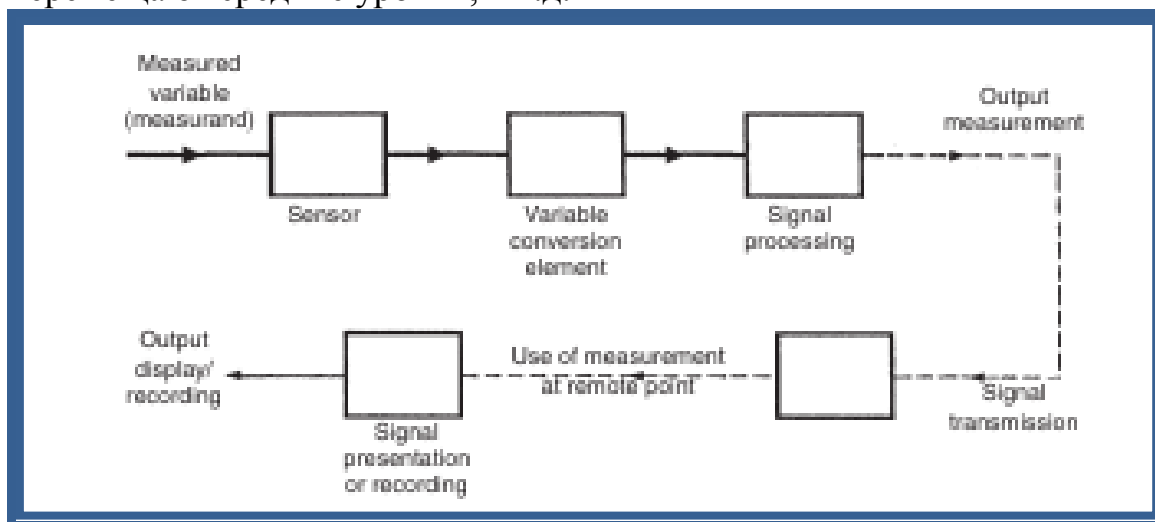 Measured
variable
(measurand)
Sensor
Variable
conversion
element
Signal
processing
Output
measurement
Output
display/
recording
Signal
presentation
or recording
Use of measurement
at remote point
Signal
transmission